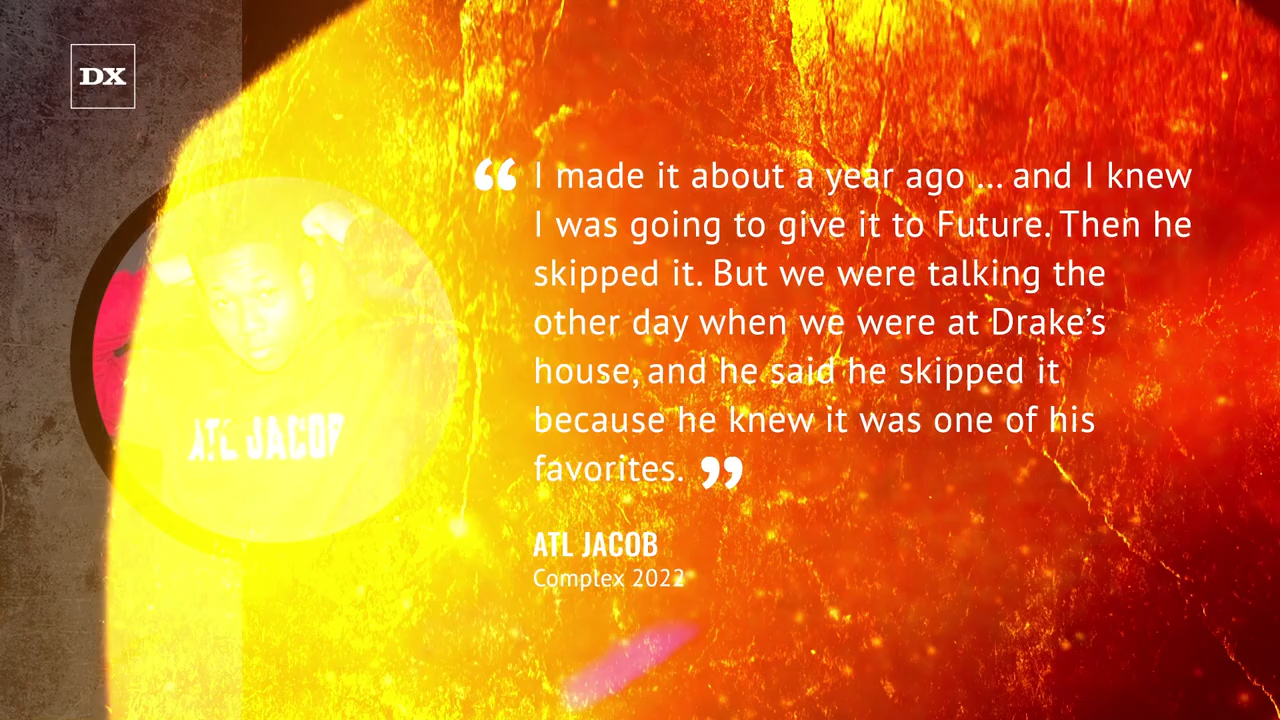 DX
“ I made it about a year ago ... and I knew
I was going to give it to Future. Then he
skipped it. But we were talking the
other day when we were at Drake’s
house, and he said he skipped it
because he knew it was one of his
favorites. ”
ATL JACOB
Complex 2022
ATL JACOB